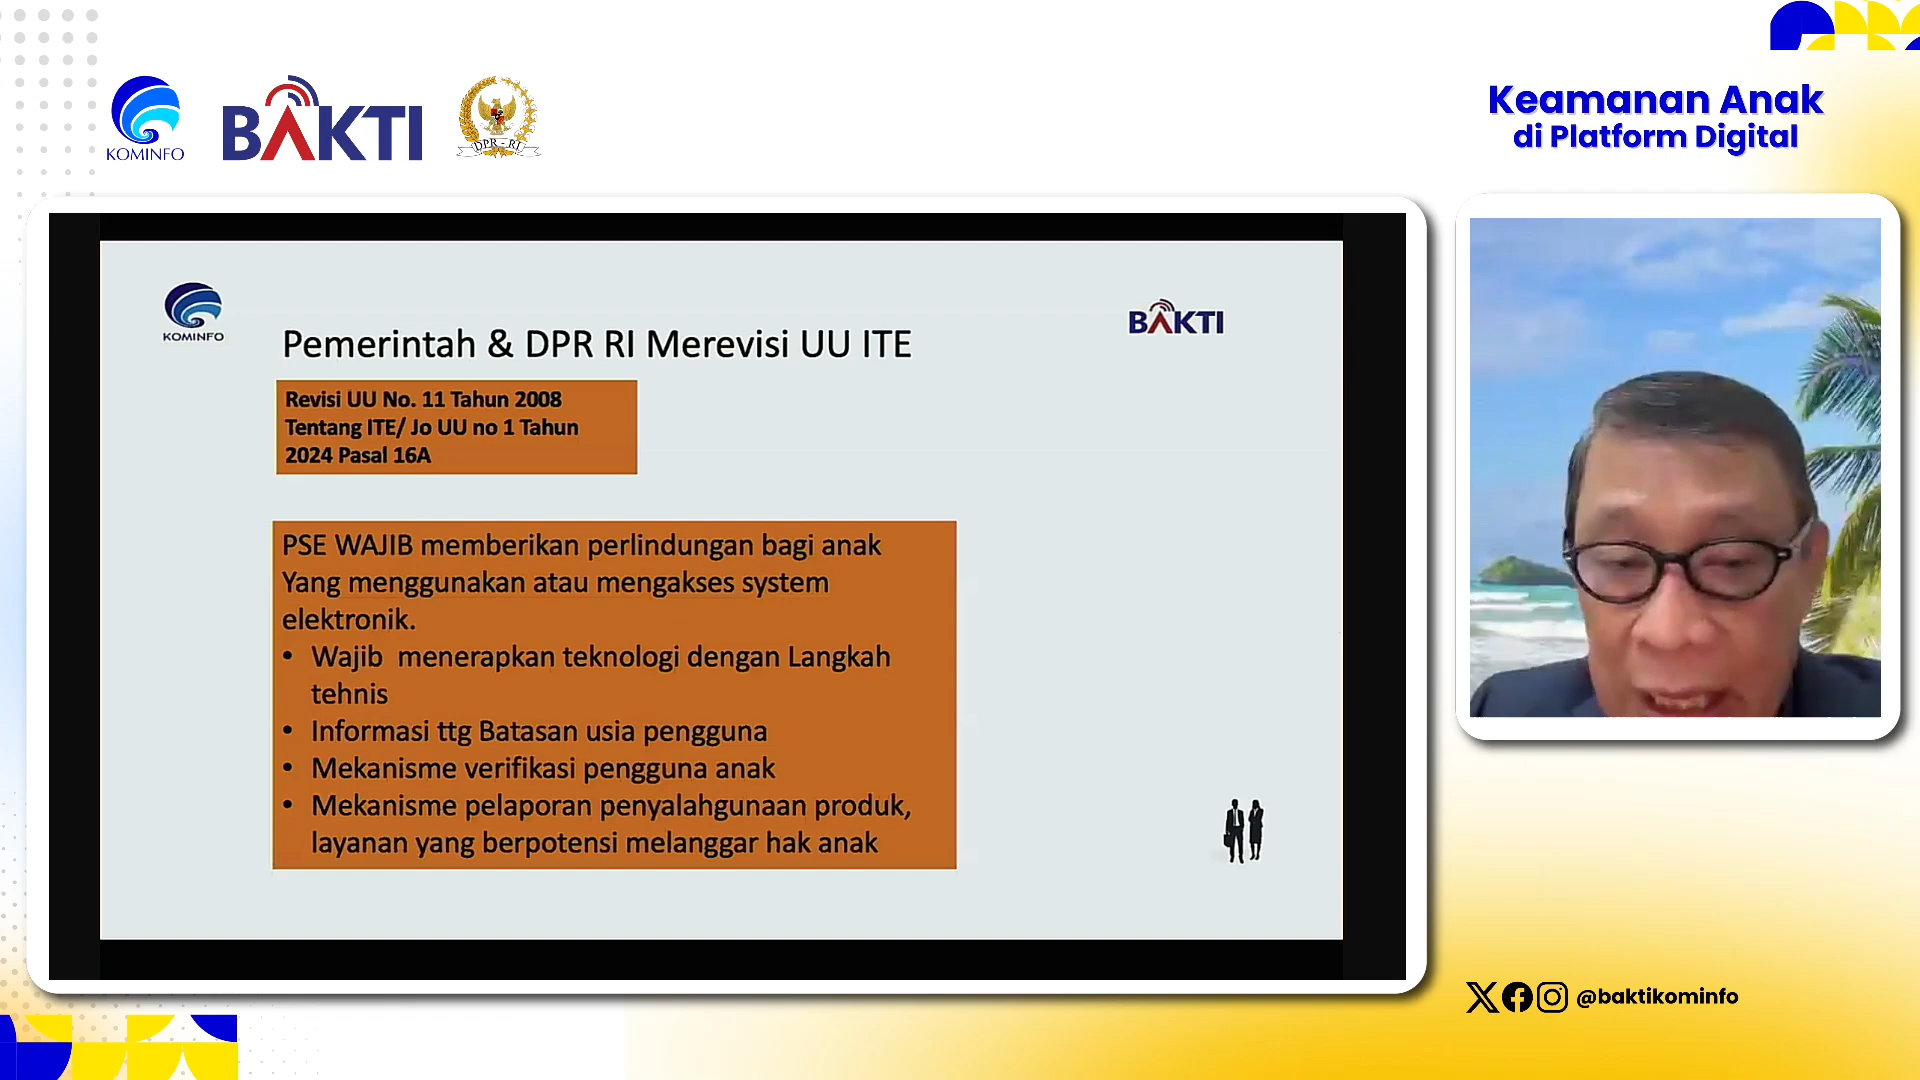 KOMINFO
BAKTI
DPR - RI
Keamanan Anak
di Platform Digital
KOMINFO
BAKTI
Pemerintah & DPR RI Merevisi UU ITE
Revisi UU No. 11 Tahun 2008
Tentang ITE/ Jo UU no 1 Tahun
2024 Pasal 16A
PSE WAJIB memberikan perlindungan bagi anak
Yang menggunakan atau mengakses system
elektronik.
• Wajib  menerapkan teknologi dengan Langkah
tehnis
• Informasi ttg Batasan usia pengguna
• Mekanisme verifikasi pengguna anak
• Mekanisme pelaporan penyalahgunaan produk,
layanan yang berpotensi melanggar hak anak
@baktikominfo